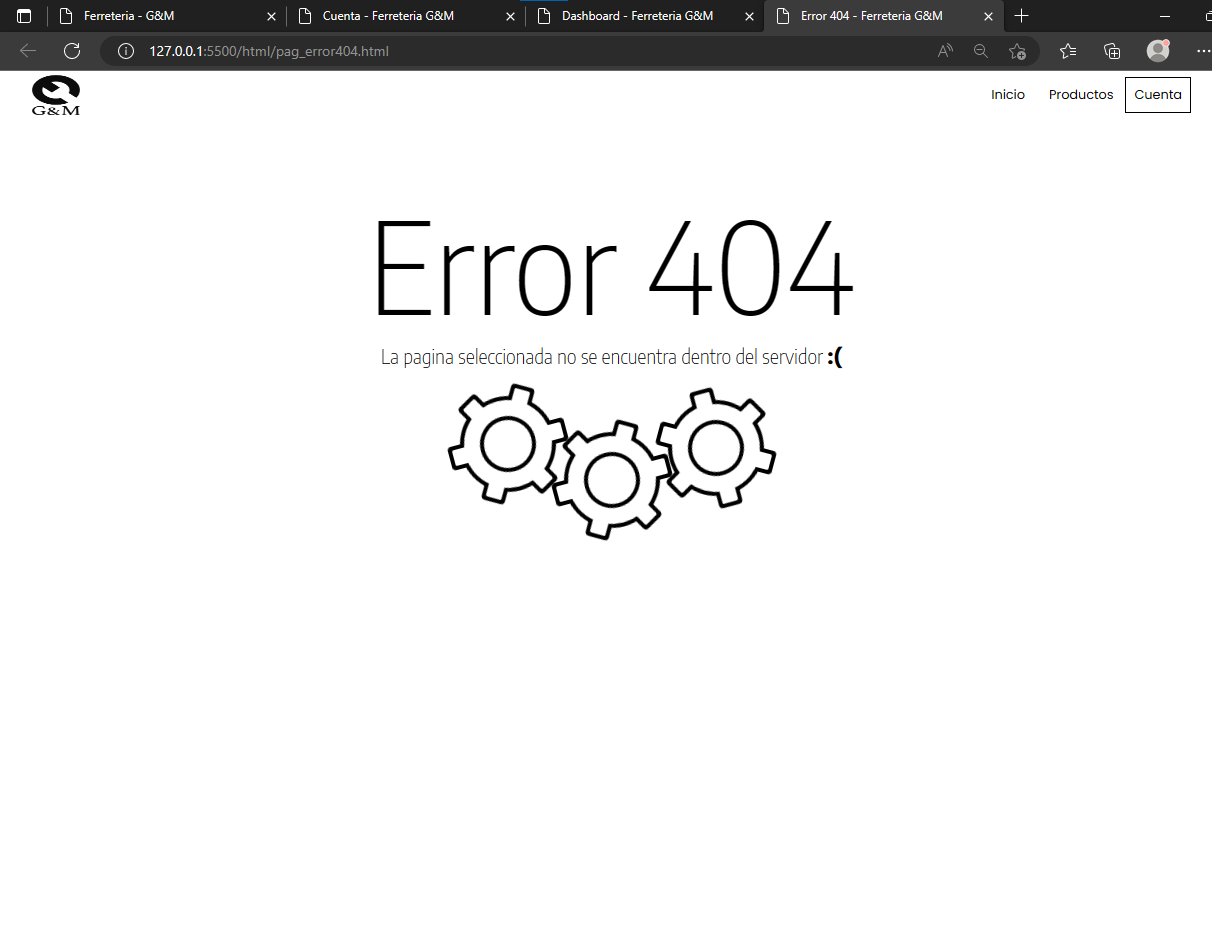 Ferreteria - G&M
Cuenta - Ferreteria G&M
Dashboard - Ferreteria G&M
Error 404 - Ferreteria G&M
127.0.0.1:5500/html/pag_error404.html
G&M
Inicio
Productos
Cuenta
Error 404
La pagina seleccionada no se encuentra dentro del servidor :(